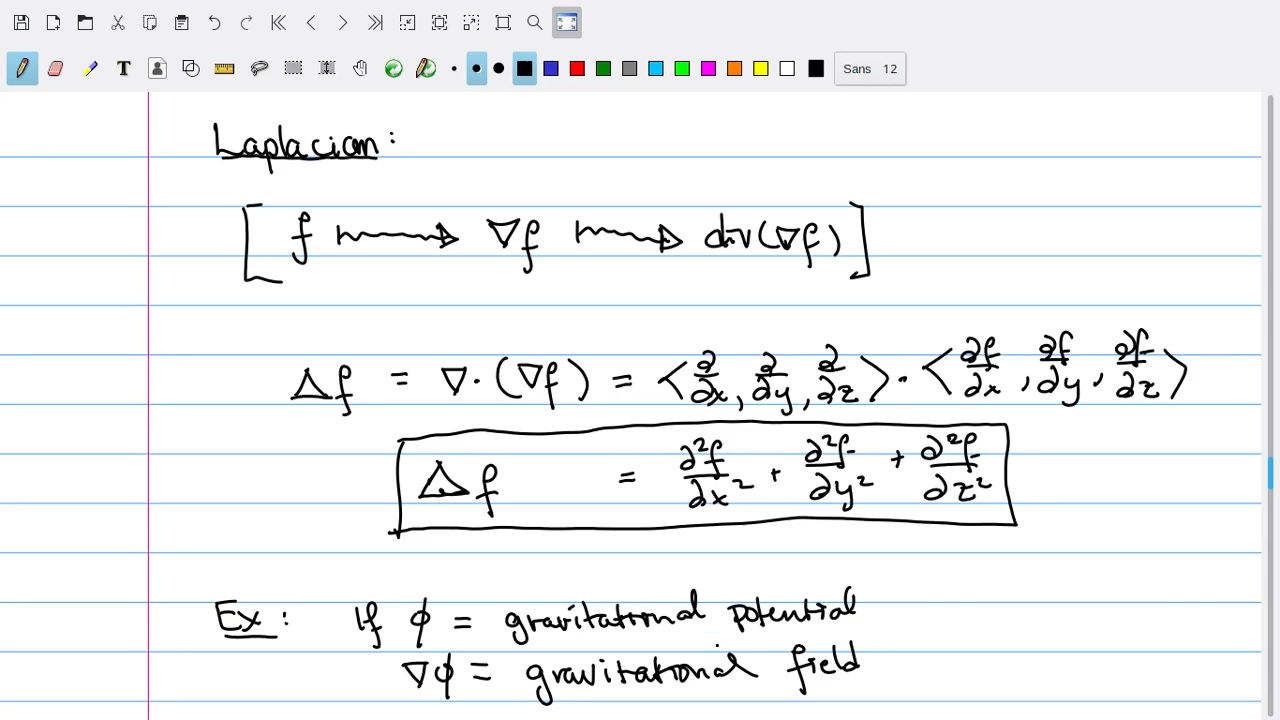 Sans 12
Laplacian:
[ f ⟼ ∇f ⟼ div(∇f) ]
Δf = ∇·(∇f) = ⟨∂/∂x, ∂/∂y, ∂/∂z⟩ · ⟨∂f/∂x, ∂f/∂y, ∂f/∂z⟩
Δf = ∂²f/∂x² + ∂²f/∂y² + ∂²f/∂z²
Ex: If ϕ = gravitational potential
∇ϕ = gravitational field